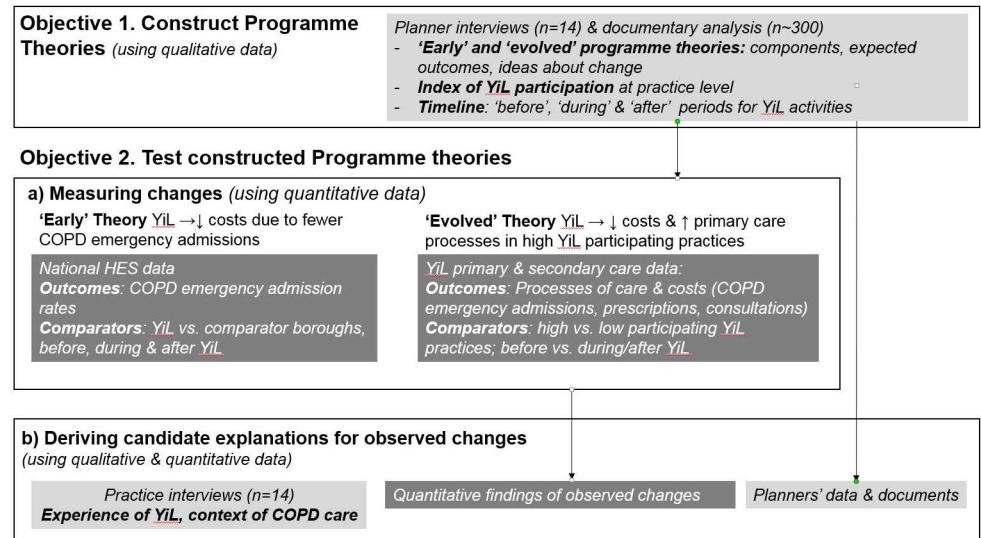 Objective 1. Construct Programme
Theories (using qualitative data)
Planner interviews (n=14) & documentary analysis (n~300)
- ‘Early’ and ‘evolved’ programme theories: components, expected
outcomes, ideas about change
- Index of YiL participation at practice level
- Timeline: ‘before’, ‘during’ & ‘after’ periods for YiL activities
Objective 2. Test constructed Programme theories
a) Measuring changes (using quantitative data)
‘Early’ Theory YiL →↓ costs due to fewer
COPD emergency admissions
National HES data
Outcomes: COPD emergency admission
rates
Comparators: YiL vs. comparator boroughs,
before, during & after YiL
‘Evolved’ Theory YiL → ↓ costs & ↑ primary care
processes in high YiL participating practices
YiL primary & secondary care data:
Outcomes: Processes of care & costs (COPD
emergency admissions, prescriptions, consultations)
Comparators: high vs. low participating YiL
practices; before vs. during/after YiL
b) Deriving candidate explanations for observed changes
(using qualitative & quantitative data)
Practice interviews (n=14)
Experience of YiL, context of COPD care
Quantitative findings of observed changes
Planners’ data & documents